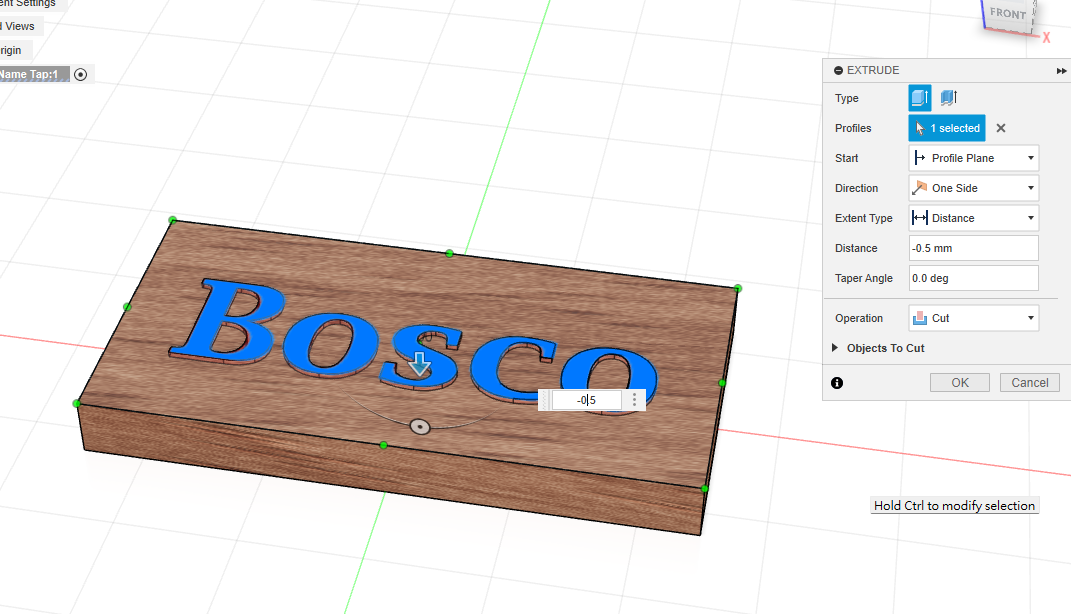 ent Settings
d Views
rigin
Name Tap:1
FRONT
X
EXTRUDE
Type
Profiles
1 selected
Start
Profile Plane
Direction
One Side
Extent Type
Distance
Distance
-0.5 mm
Taper Angle
0.0 deg
Operation
Cut
Objects To Cut
OK
Cancel
Bosco
-0.5
Hold Ctrl to modify selection